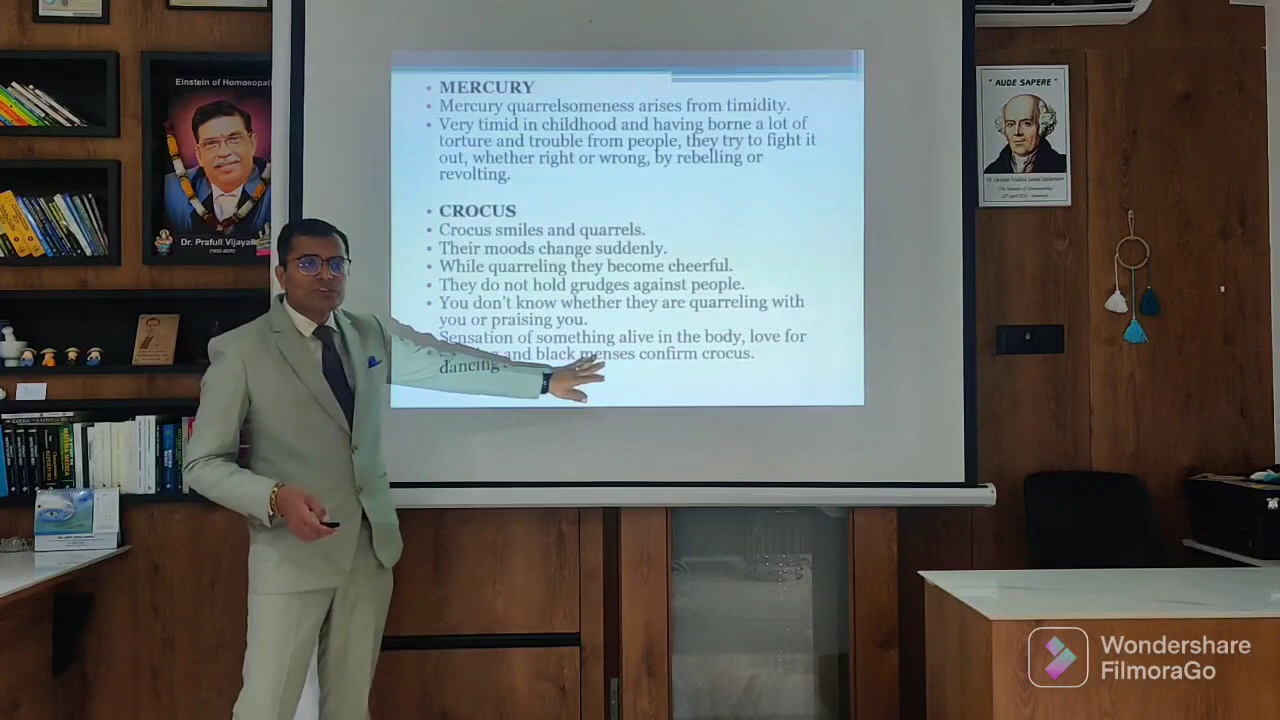 Einstein of Homoeopat
Dr. Prafull Vijaya
• MERCURY
• Mercury quarrelsomeness arises from timidity.
• Very timid in childhood and having borne a lot of
torture and trouble from people, they try to fight it
out, whether right or wrong, by rebelling or
revolting.
• CROCUS
• Crocus smiles and quarrels.
• Their moods change suddenly.
• While quarreling they become cheerful.
• They do not hold grudges against people.
• You don't know whether they are quarreling with
you or praising you.
Sensation of something alive in the body, love for
dancing and black menses confirm crocus.
" AUDE SAPERE "
Wondershare
FilmoraGo